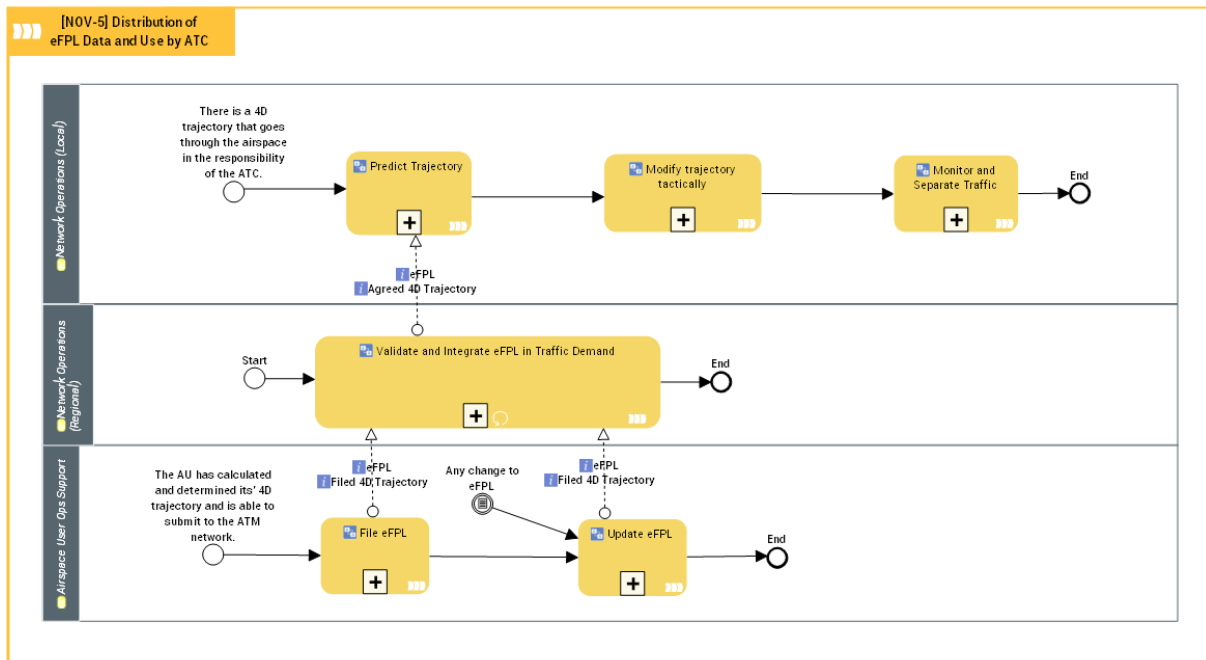 [NOV-5] Distribution of
eFPL Data and Use by ATC
Network Operations (Local)
There is a 4D
trajectory that goes
through the airspace
in the responsibility
of the ATC.
Predict Trajectory
Modify trajectory
tactically
Monitor and
Separate Traffic
End
eFPL
Agreed 4D Trajectory
Network Operations
(Regional)
Start
Validate and Integrate eFPL in Traffic Demand
End
Airspace User Ops Support
The AU has calculated
and determined its' 4D
trajectory and is able to
submit to the ATM
network.
eFPL
Filed 4D Trajectory
Any change to
eFPL
eFPL
Filed 4D Trajectory
File eFPL
Update eFPL
End